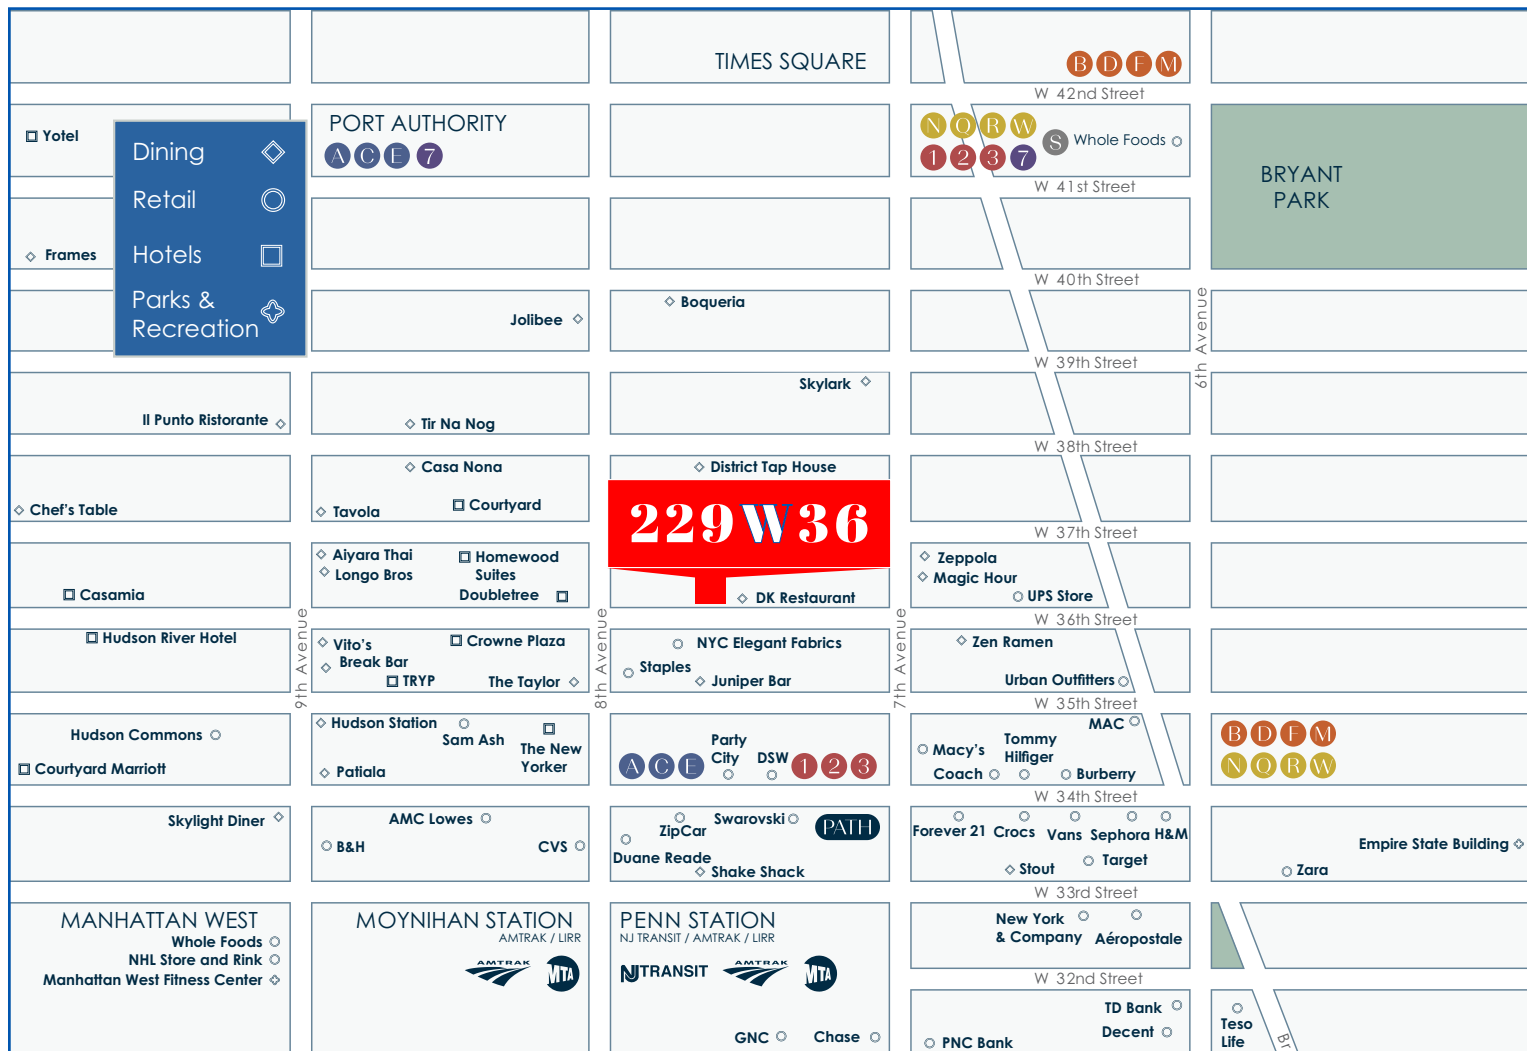 TIMES SQUARE
B D F M
W 42nd Street
Yotel
Dining
Retail
Hotels
Parks &
Recreation
PORT AUTHORITY
A C E 7
N Q R W
1 2 3 7
S
Whole Foods
BRYANT
PARK
W 41st Street
Frames
W 40th Street
Jolibee
Boqueria
6th Avenue
W 39th Street
Il Punto Ristorante
Tir Na Nog
Skylark
W 38th Street
Chef's Table
Casa Nona
Courtyard
Tavola
District Tap House
229W36
W 37th Street
Casamia
Aiyara Thai
Longo Bros
Homewood
Suites
Doubletree
DK Restaurant
Zeppola
Magic Hour
UPS Store
W 36th Street
9th Avenue
8th Avenue
7th Avenue
Hudson River Hotel
Vito's
Break Bar
Crowne Plaza
TRYP
The Taylor
NYC Elegant Fabrics
Staples
Juniper Bar
Zen Ramen
Urban Outfitters
W 35th Street
Hudson Commons
Courtyard Marriott
Hudson Station
Sam Ash
The New
Yorker
Patiala
A C E
Party
City
DSW
1 2 3
MAC
Macy's
Tommy
Hilfiger
Coach
Burberry
B D F M
N Q R W
W 34th Street
Skylight Diner
AMC Lowes
B&H
CVS
ZipCar
Swarovski
PATH
Duane Reade
Shake Shack
Forever 21
Crocs
Vans
Sephora
H&M
Stout
Target
Empire State Building
Zara
W 33rd Street
MANHATTAN WEST
Whole Foods
NHL Store and Rink
Manhattan West Fitness Center
MOYNIHAN STATION
AMTRAK / LIRR
AMTRAK
MTA
PENN STATION
NJ TRANSIT / AMTRAK / LIRR
NJTRANSIT
AMTRAK
MTA
GNC
Chase
New York
& Company
Aéropostale
W 32nd Street
TD Bank
Decent
PNC Bank
Teso
Life
Br